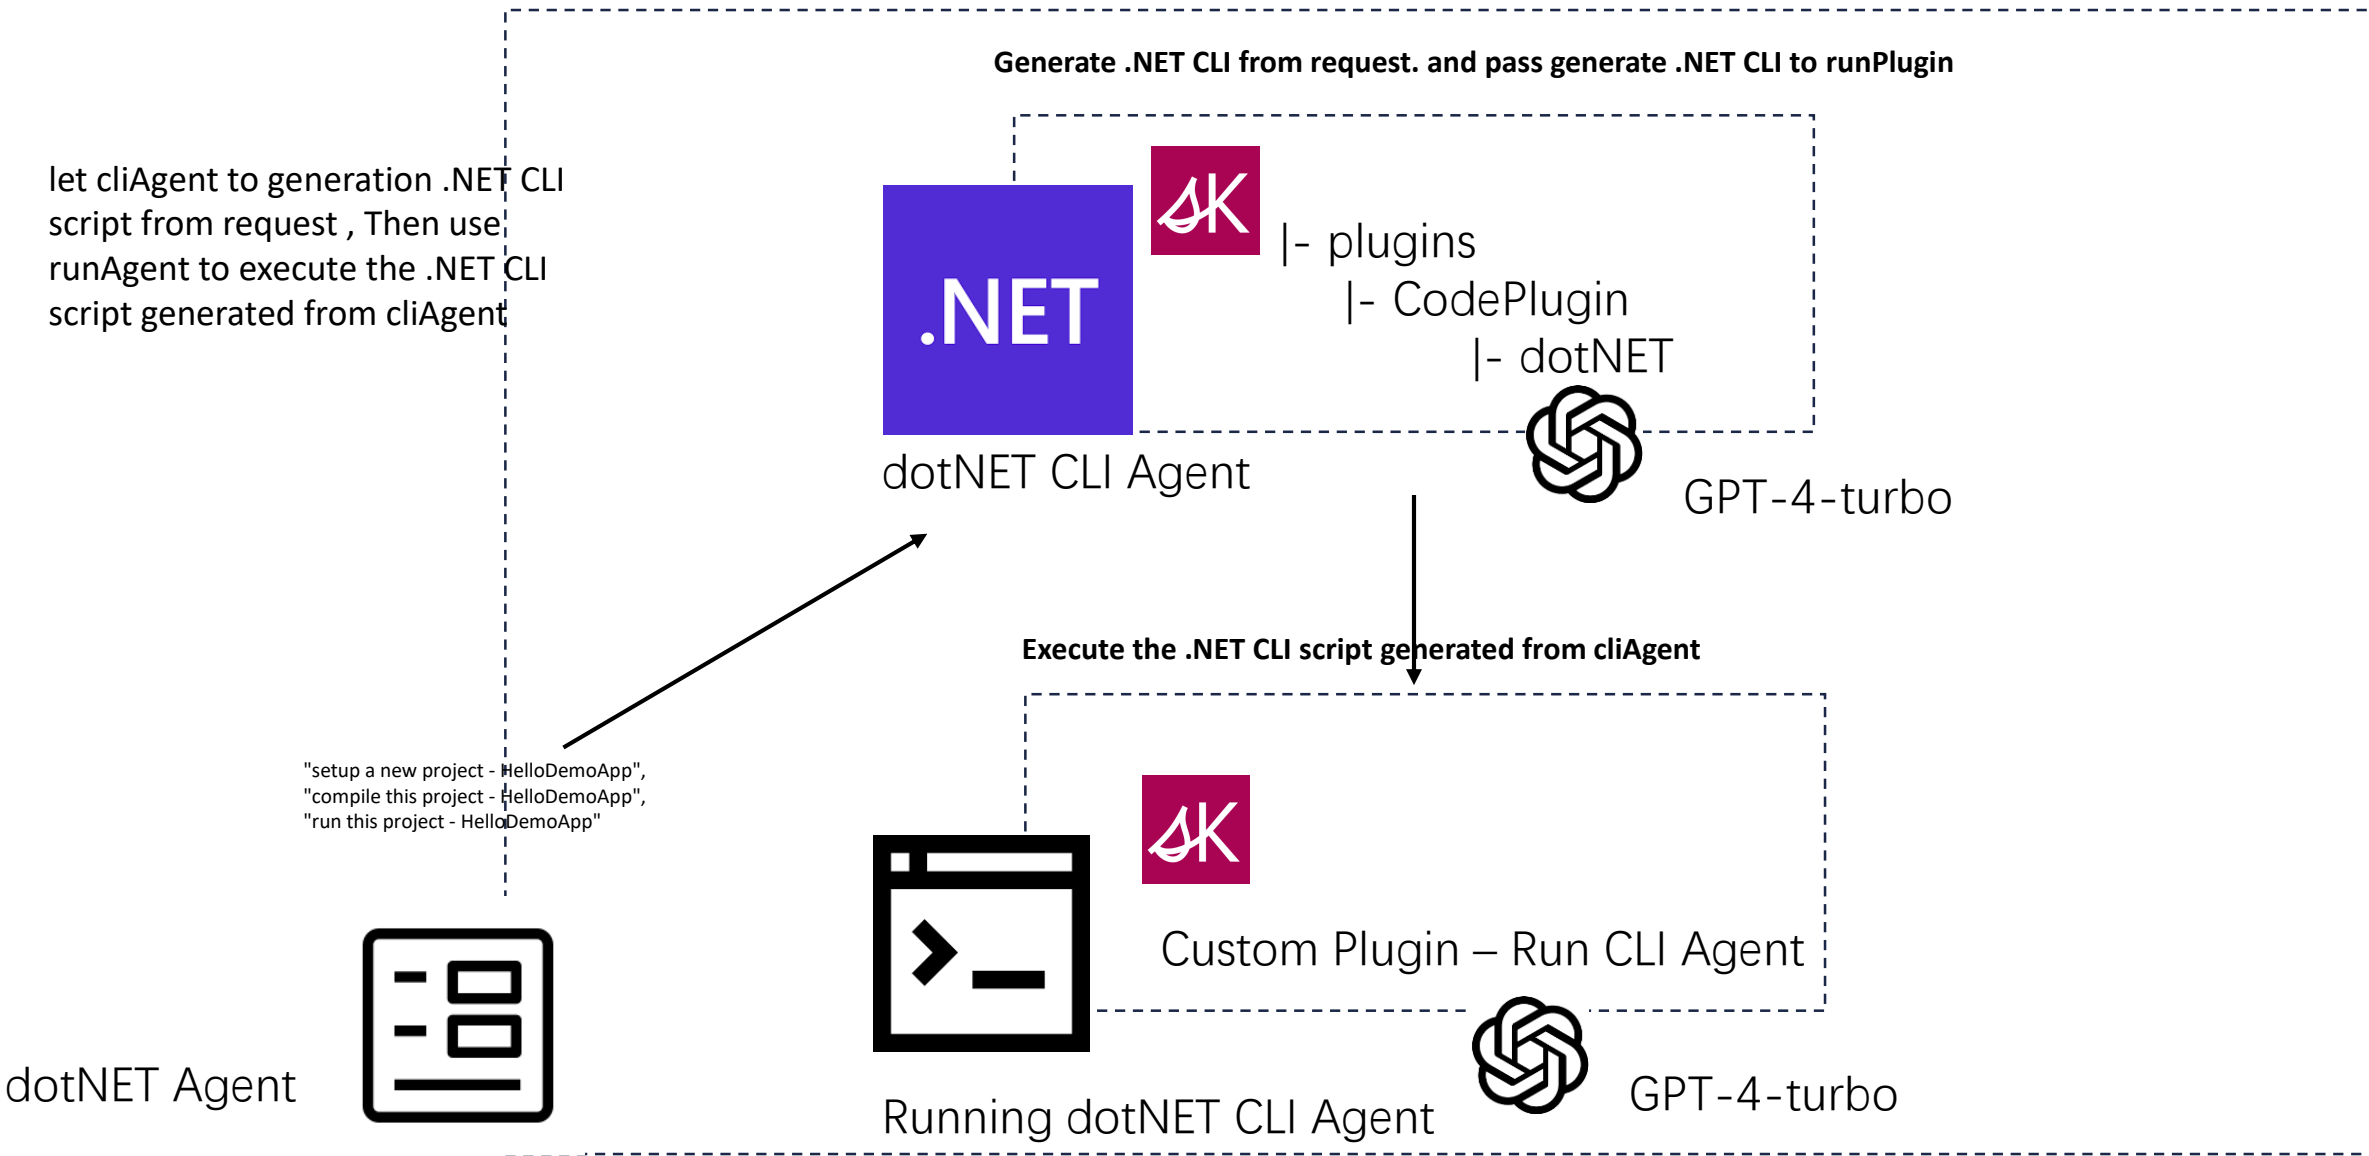 Generate .NET CLI from request. and pass generate .NET CLI to runPlugin
let cliAgent to generation .NET CLI
script from request , Then use
runAgent to execute the .NET CLI
script generated from cliAgent
.NET
sK
|- plugins
|- CodePlugin
|- dotNET
dotNET CLI Agent
GPT-4-turbo
Execute the .NET CLI script generated from cliAgent
"setup a new project - HelloDemoApp",
"compile this project - HelloDemoApp",
"run this project - HelloDemoApp"
sK
Custom Plugin – Run CLI Agent
dotNET Agent
Running dotNET CLI Agent
GPT-4-turbo